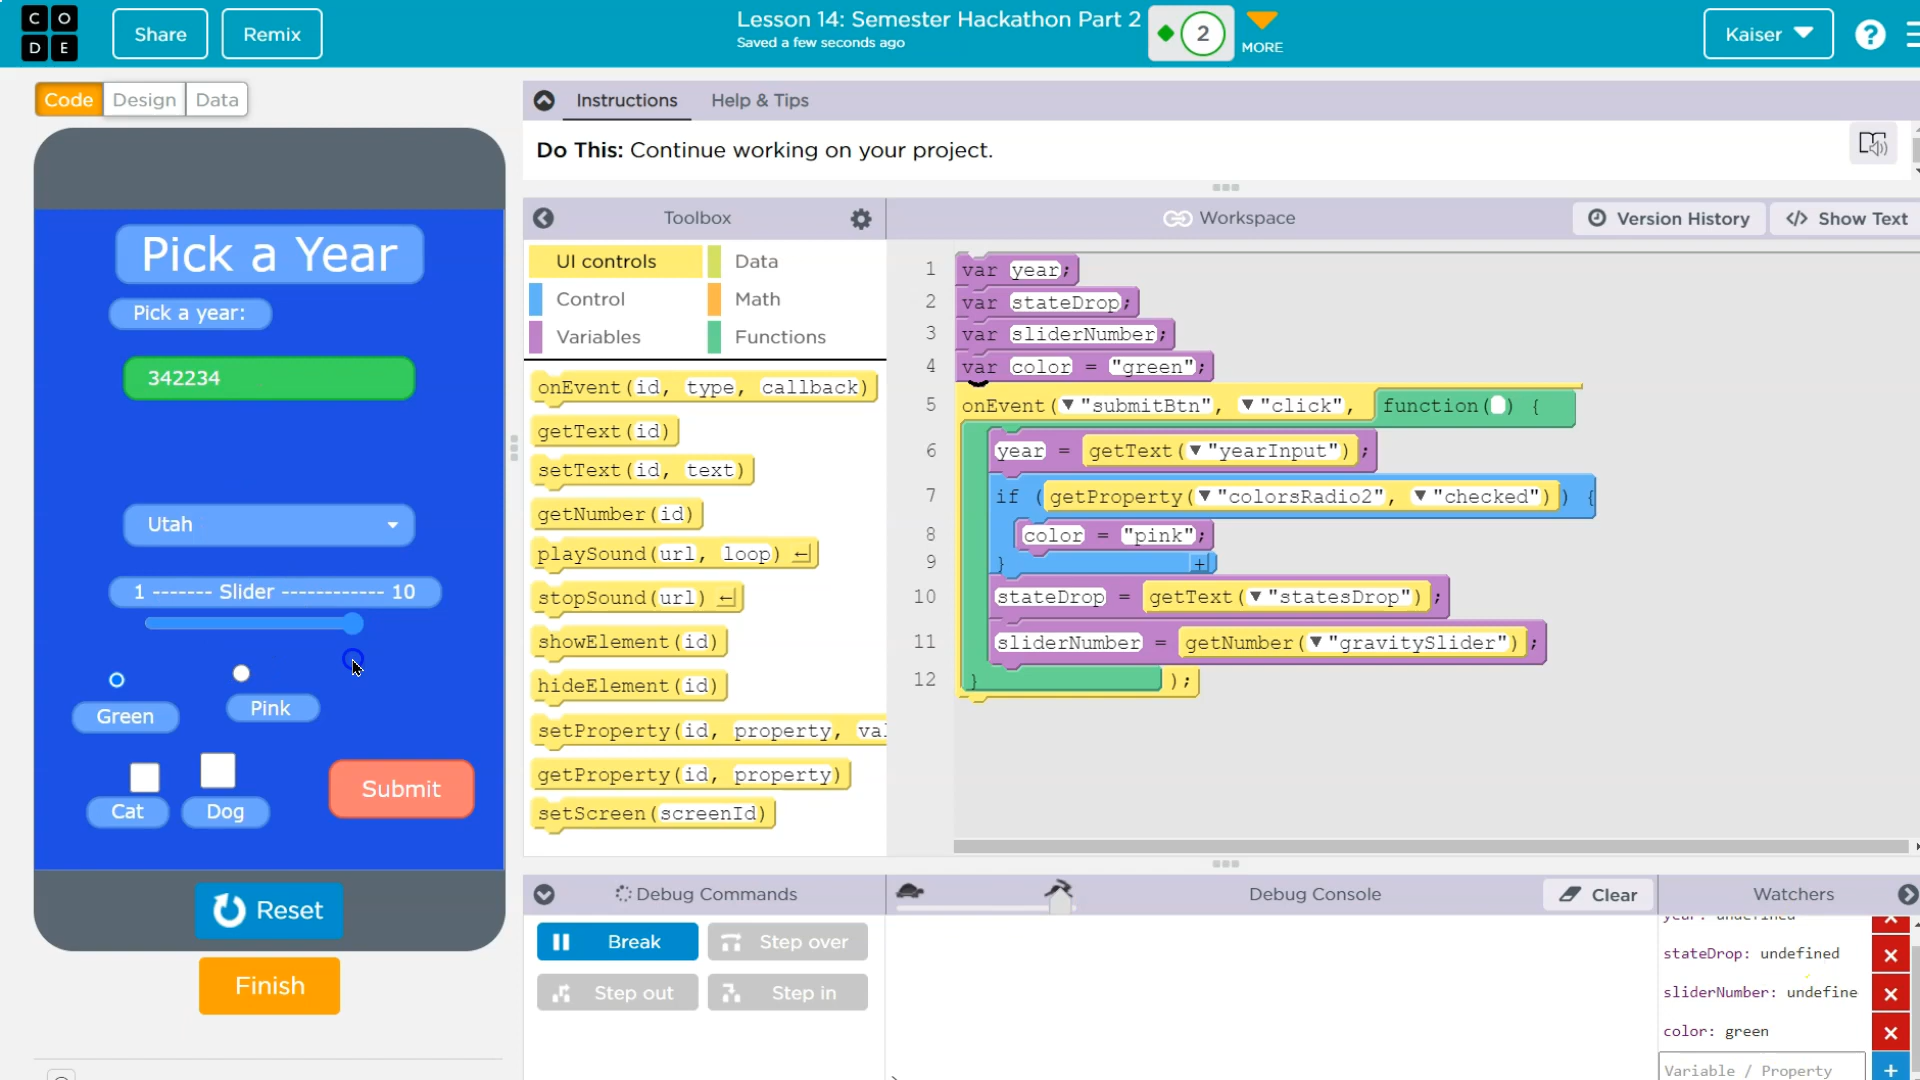 C O
D E
Share
Remix
Lesson 14: Semester Hackathon Part 2
Saved a few seconds ago
2
MORE
Kaiser
?
Code
Design
Data
Instructions
Help & Tips
Do This: Continue working on your project.
Toolbox
Workspace
Version History
</> Show Text
Pick a Year
Pick a year:
342234
Utah
1 ------- Slider ------------ 10
Green
Pink
Cat
Dog
Submit
Reset
Finish
UI controls
Data
Control
Math
Variables
Functions
onEvent(id, type, callback)
getText(id)
setText(id, text)
getNumber(id)
playSound(url, loop)
stopSound(url)
showElement(id)
hideElement(id)
setProperty(id, property, val
getProperty(id, property)
setScreen(screenId)
1 var year;
2 var stateDrop;
3 var sliderNumber;
4 var color = "green";
5 onEvent(▼"submitBtn", ▼"click", function( ) {
6 year = getText(▼"yearInput");
7 if (getProperty(▼"colorsRadio2", ▼"checked")) {
8 color = "pink";
9 } +
10 stateDrop = getText(▼"statesDrop");
11 sliderNumber = getNumber(▼"gravitySlider");
12 } );
Debug Commands
Break
Step over
Step out
Step in
Debug Console
Clear
Watchers
year: undefined
stateDrop: undefined
sliderNumber: undefine
color: green
Variable / Property